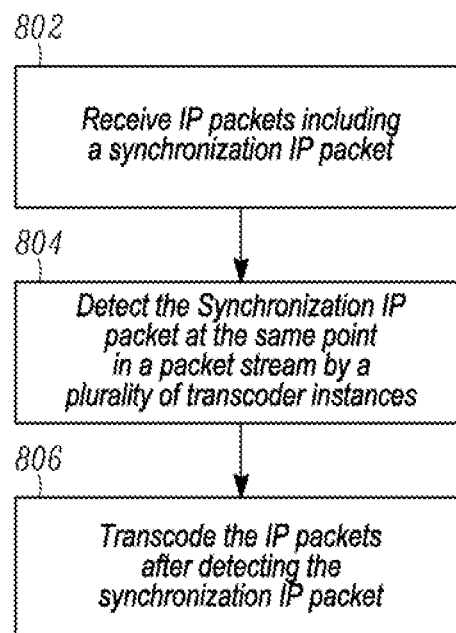 802
Receive IP packets including
a synchronization IP packet
804
Detect the Synchronization IP
packet at the same point
in a packet stream by a
plurality of transcoder instances
806
Transcode the IP packets
after detecting the
synchronization IP packet